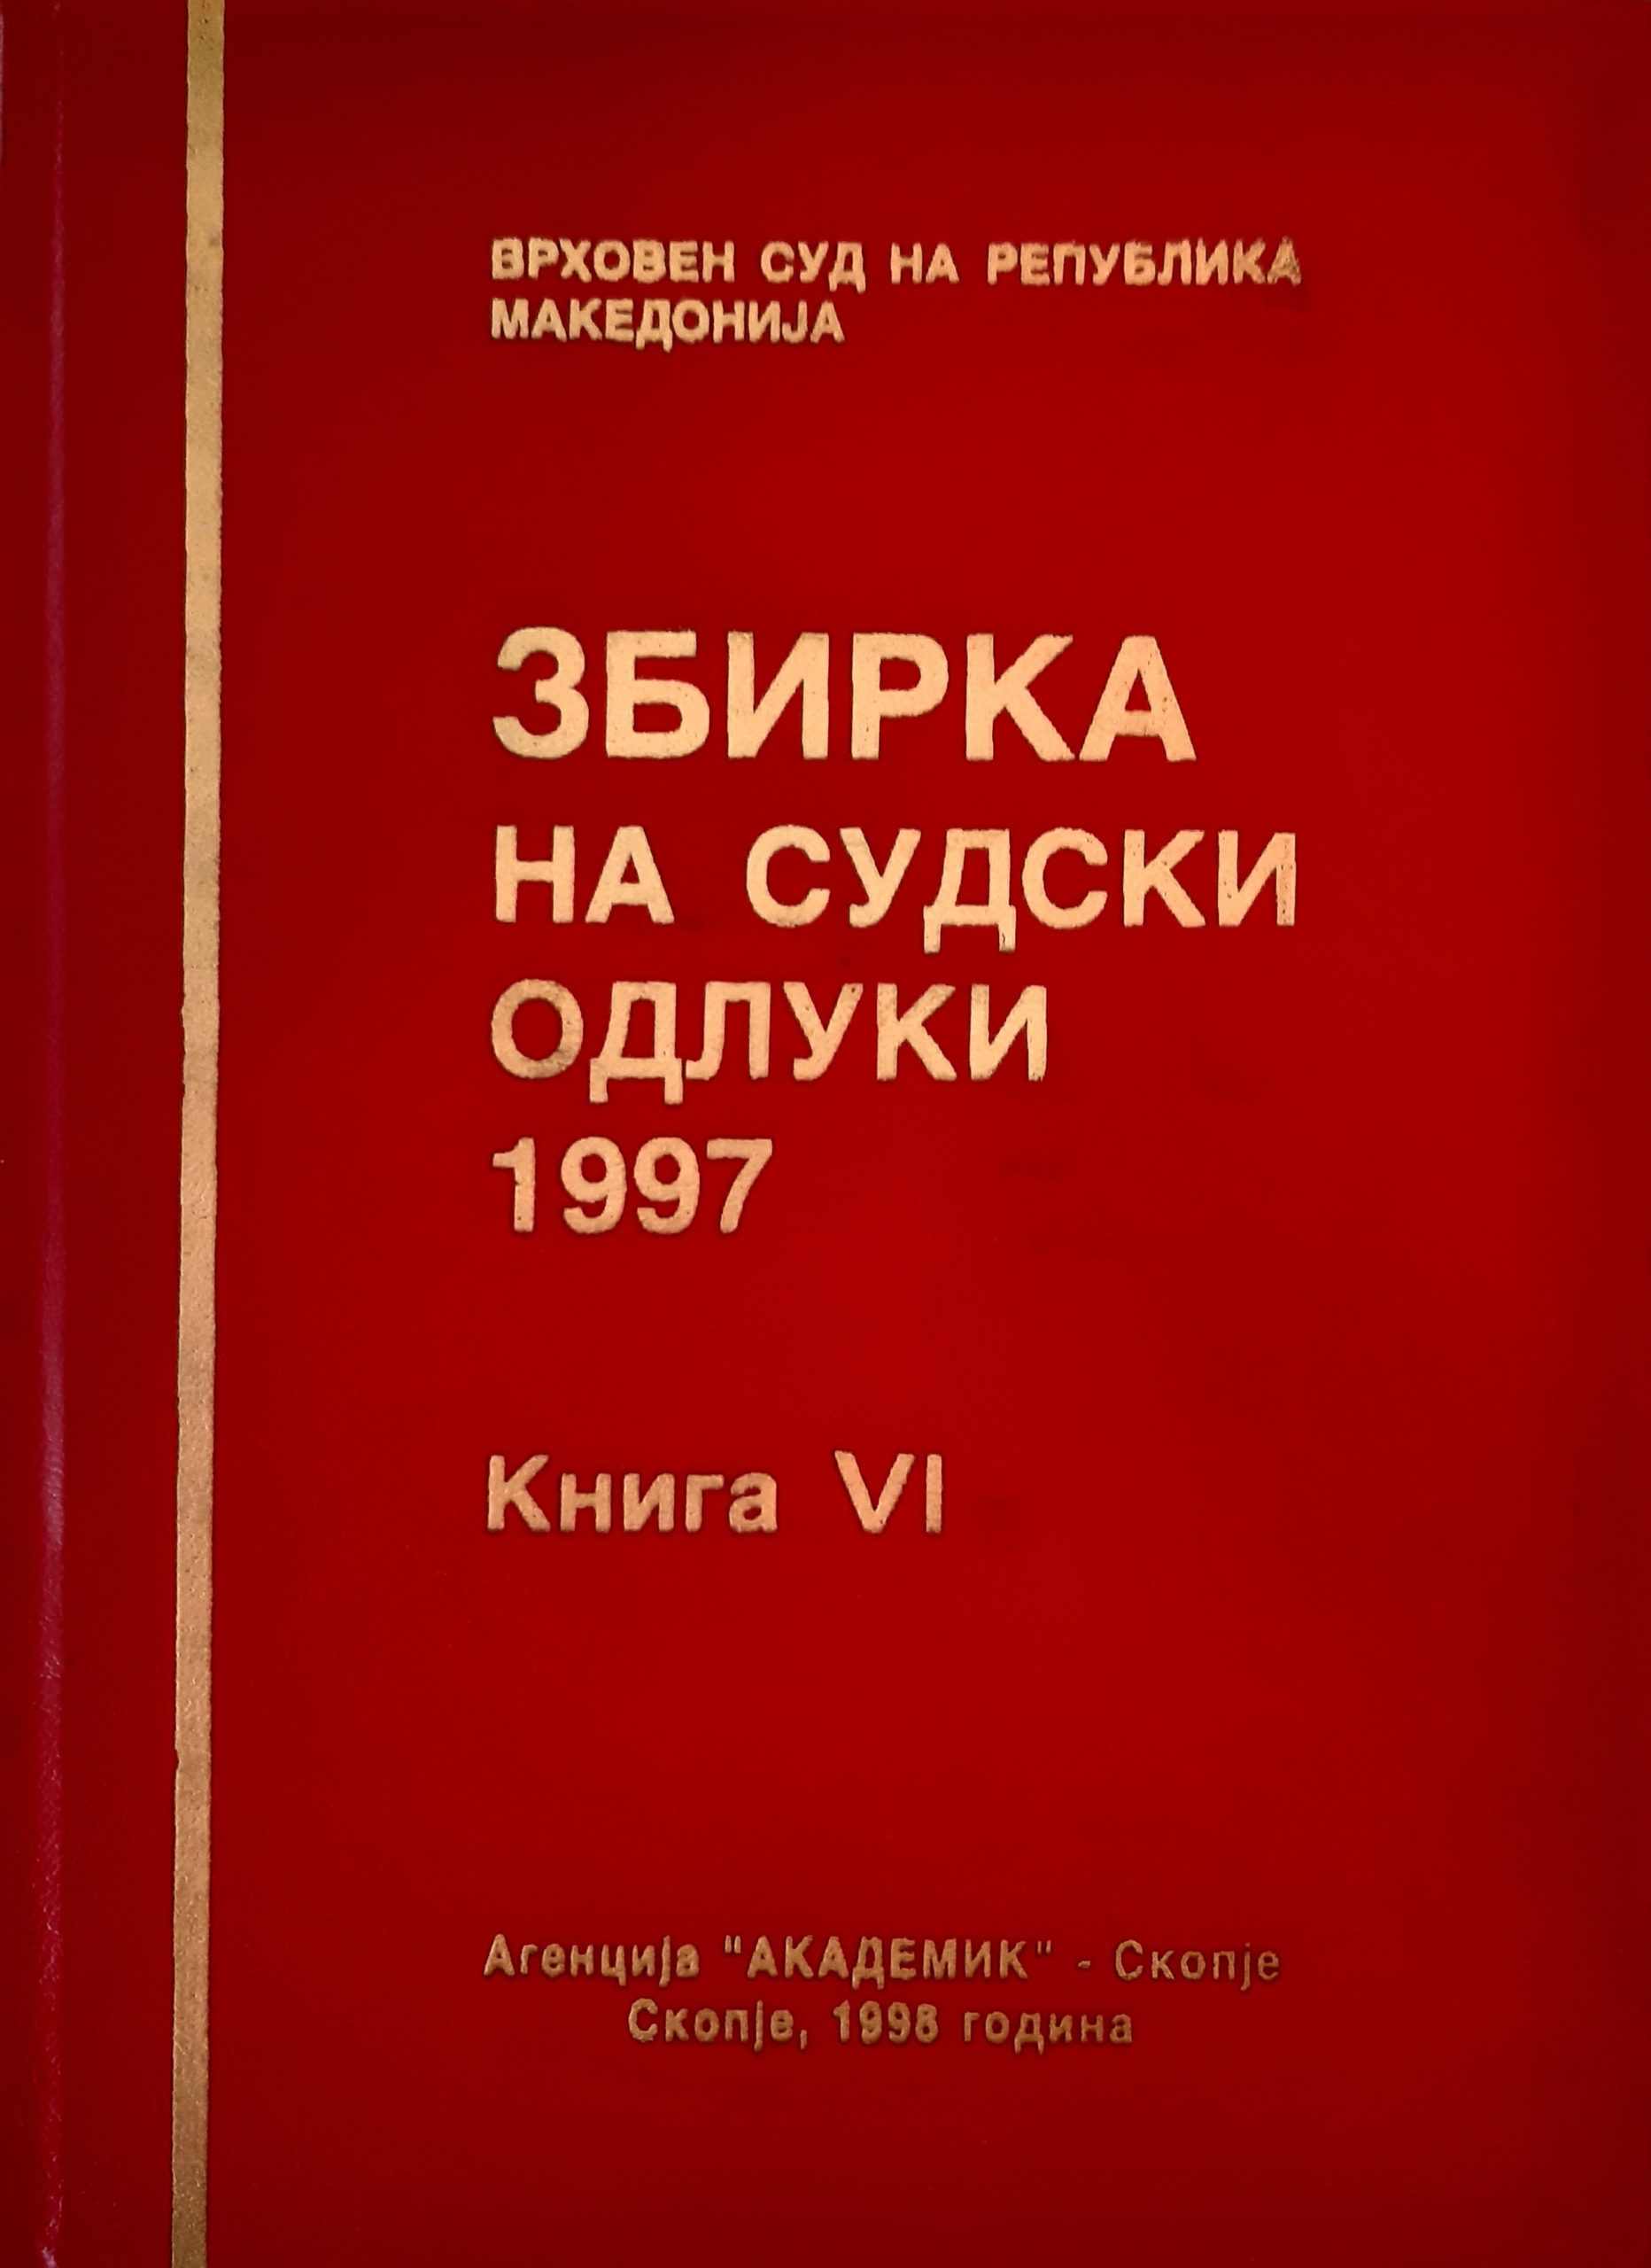 ВРХОВЕН СУД НА РЕПУБЛИКА
МАКЕДОНИЈА
ЗБИРКА
НА СУДСКИ
ОДЛУКИ
1997
Книга VI
Агенција "АКАДЕМИК" - Скопје
Скопје, 1998 година